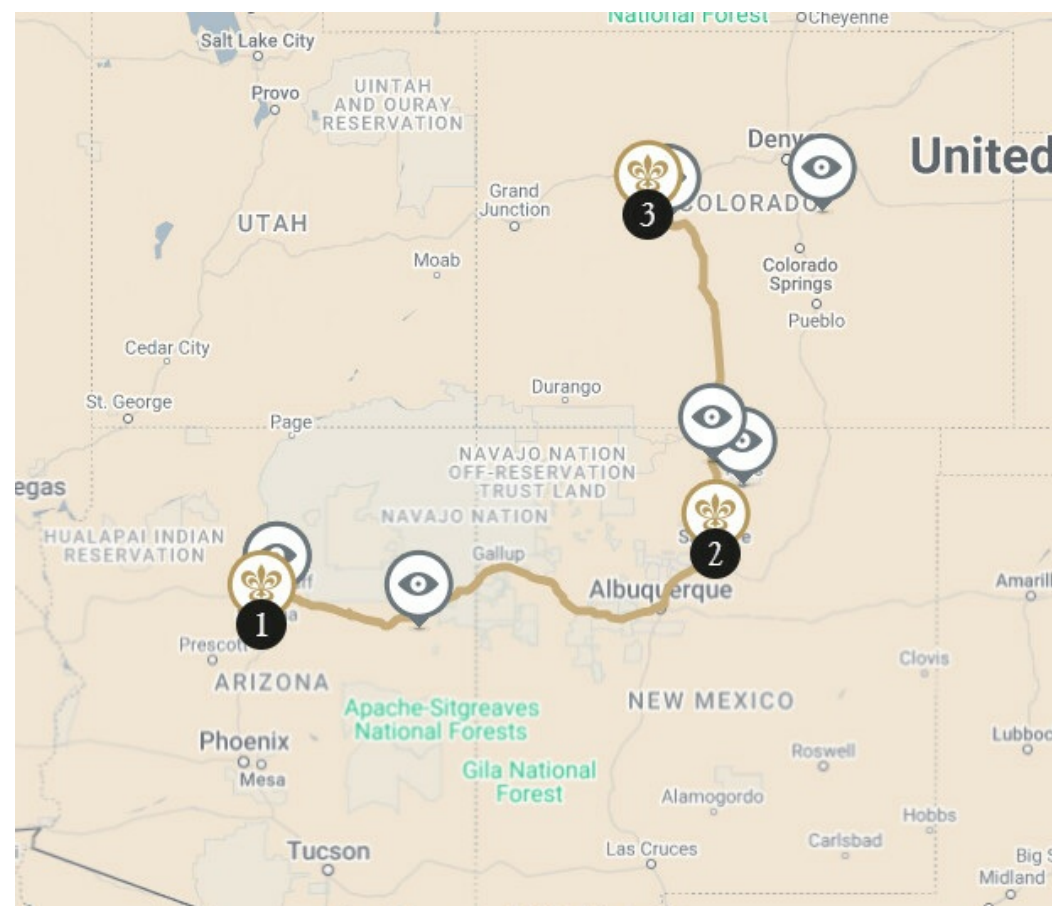 National Forest
Cheyenne
Salt Lake City
Provo
UINTAH
AND OURAY
RESERVATION
Denv
United
Grand
Junction
COLORADO
3
UTAH
Moab
Colorado
Springs
Pueblo
Cedar City
St. George
Durango
Page
NAVAJO NATION
OFF-RESERVATION
TRUST LAND
egas
NAVAJO NATION
HUALAPAI INDIAN
RESERVATION
Gallup
2
Albuquerque
Amaril
1
Prescott
ARIZONA
Clovis
NEW MEXICO
Apache-Sitgreaves
National Forests
Phoenix
Mesa
Lubboc
Roswell
Gila National
Forest
Alamogordo
Hobbs
Carlsbad
Tucson
Las Cruces
Big S
Midland